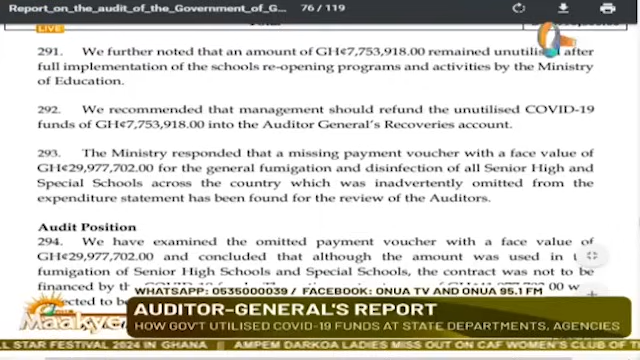 Report_on_the_audit_of_the_Government_of_G...
76 / 119
LIVE
291. We further noted that an amount of GH¢7,753,918.00 remained unutilised after
full implementation of the schools re-opening programs and activities by the Ministry
of Education.
292. We recommended that management should refund the unutilised COVID-19
funds of GH¢7,753,918.00 into the Auditor General's Recoveries account.
293. The Ministry responded that a missing payment voucher with a face value of
GH¢29,977,702.00 for the general fumigation and disinfection of all Senior High and
Special Schools across the country which was inadvertently omitted from the
expenditure statement has been found for the review of the Auditors.
Audit Position
294. We have examined the omitted payment voucher with a face value of
GH¢29,977,702.00 and concluded that although the amount was used in
fumigation of Senior High Schools and Special Schools, the contract was not to be
financed by
WHATSAPP: 0535000039 / FACEBOOK: ONUA TV AND ONUA 95.1 FM
Maakye
AUDITOR-GENERAL'S REPORT
HOW GOV'T UTILISED COVID-19 FUNDS AT STATE DEPARTMENTS, AGENCIES
LL STAR FESTIVAL 2024 IN GHANA
AMPEM DARKOA LADIES MISS OUT ON CAF WOMEN'S CLUB OF